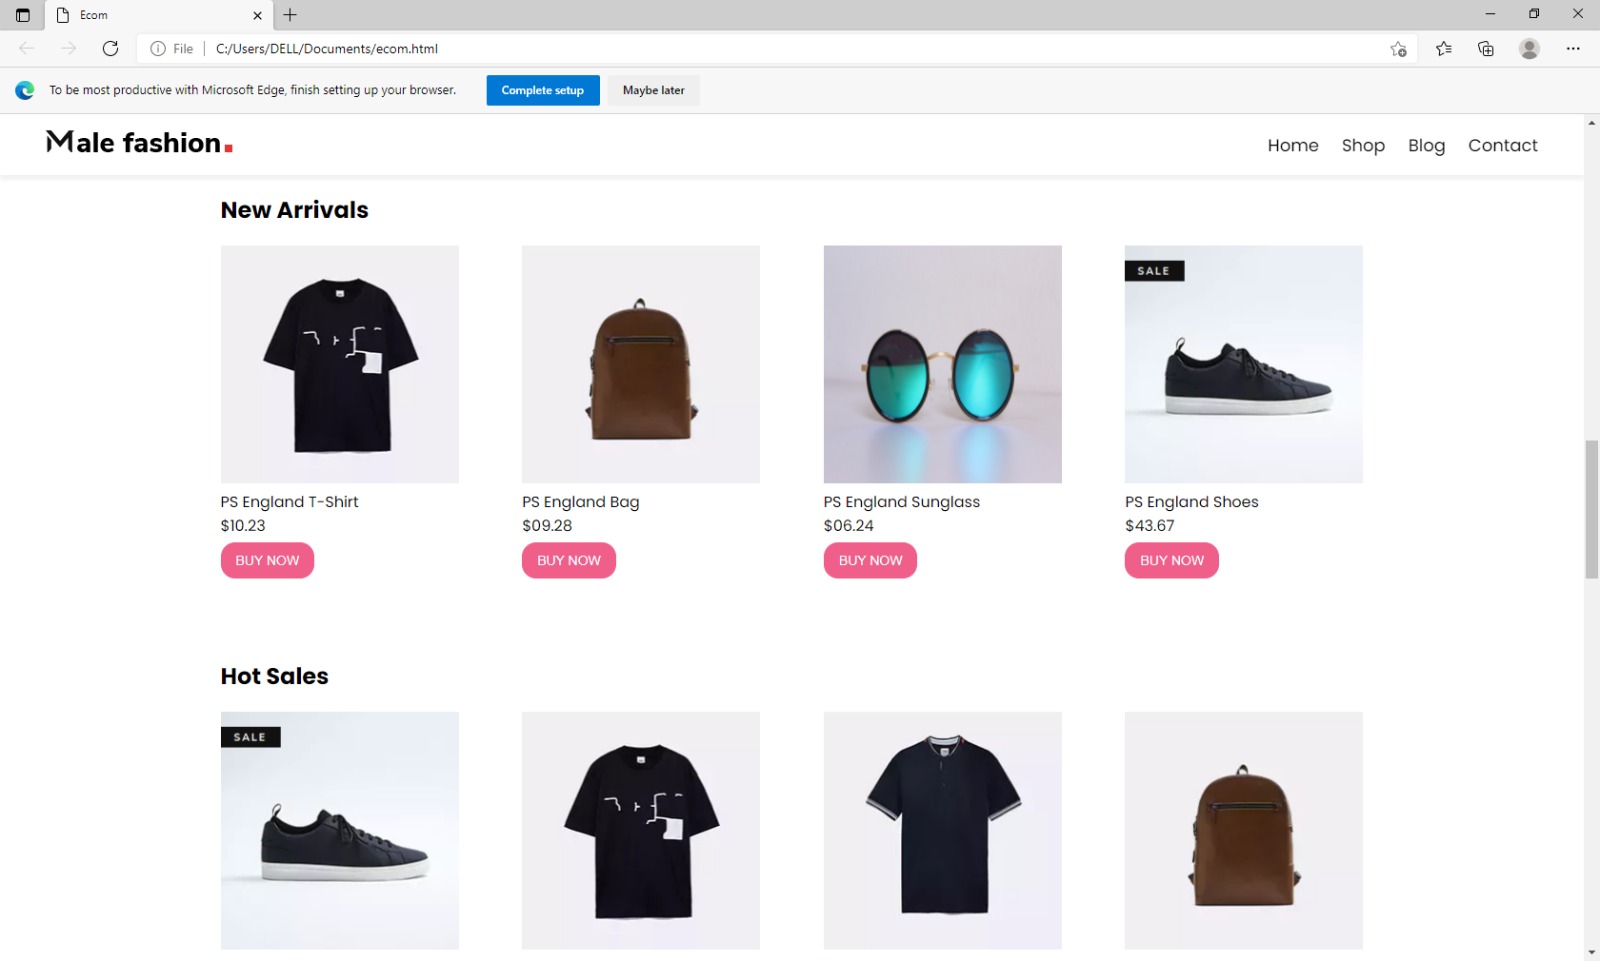 Ecom
File C:/Users/DELL/Documents/ecom.html
To be most productive with Microsoft Edge, finish setting up your browser. Complete setup Maybe later
Male fashion. Home Shop Blog Contact
New Arrivals
SALE
PS England T-Shirt PS England Bag PS England Sunglass PS England Shoes
$10.23 $09.28 $06.24 $43.67
BUY NOW BUY NOW BUY NOW BUY NOW
Hot Sales
SALE